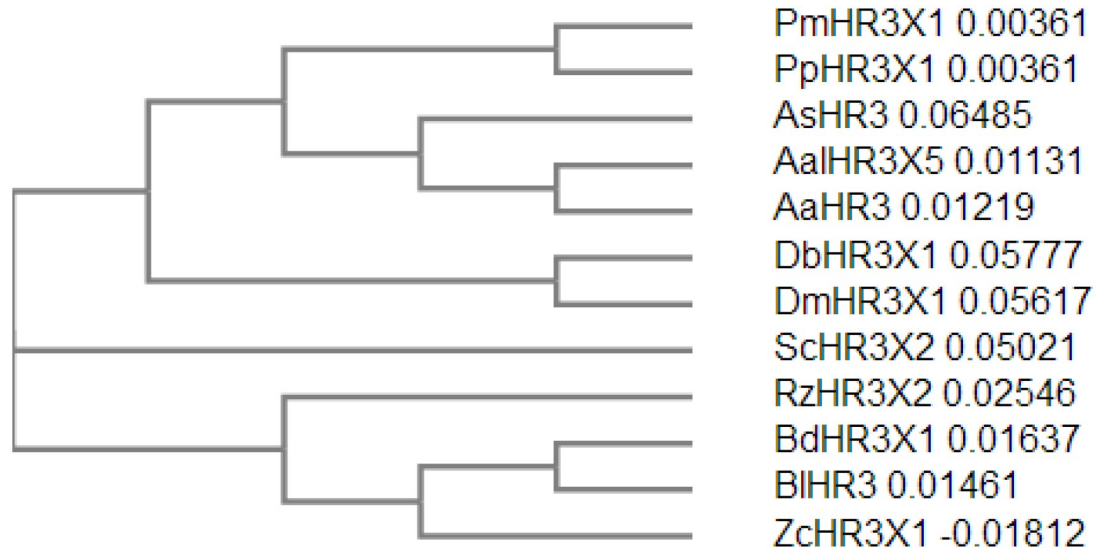 PmHR3X1 0.00361
PpHR3X1 0.00361
AsHR3 0.06485
AalHR3X5 0.01131
AaHR3 0.01219
DbHR3X1 0.05777
DmHR3X1 0.05617
ScHR3X2 0.05021
RzHR3X2 0.02546
BdHR3X1 0.01637
BlHR3 0.01461
ZcHR3X1 -0.01812